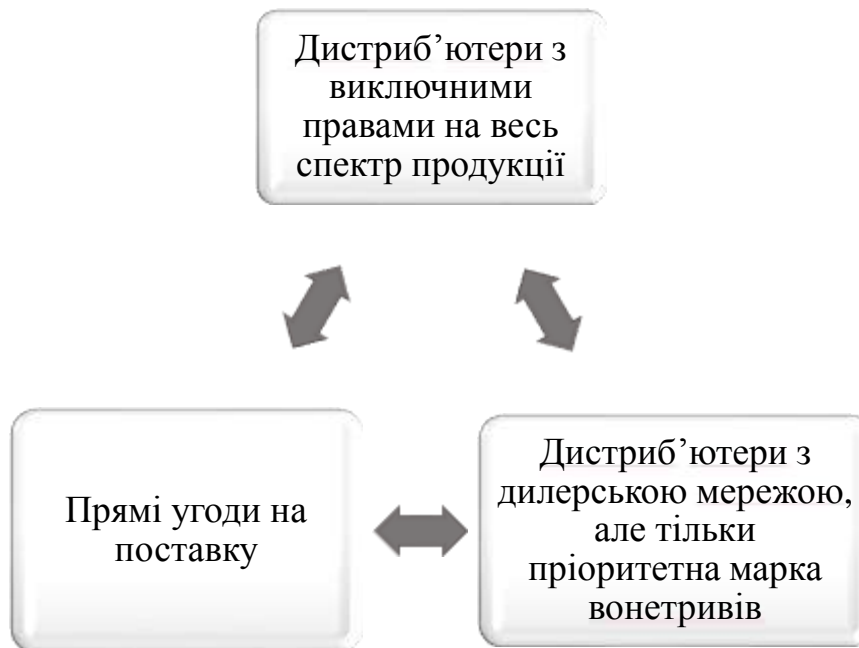 Дистриб’ютери з
виключними
правами на весь
спектр продукції
Прямі угоди на
поставку
Дистриб’ютери з
дилерською мережою,
але тільки
пріоритетна марка
вонетривів